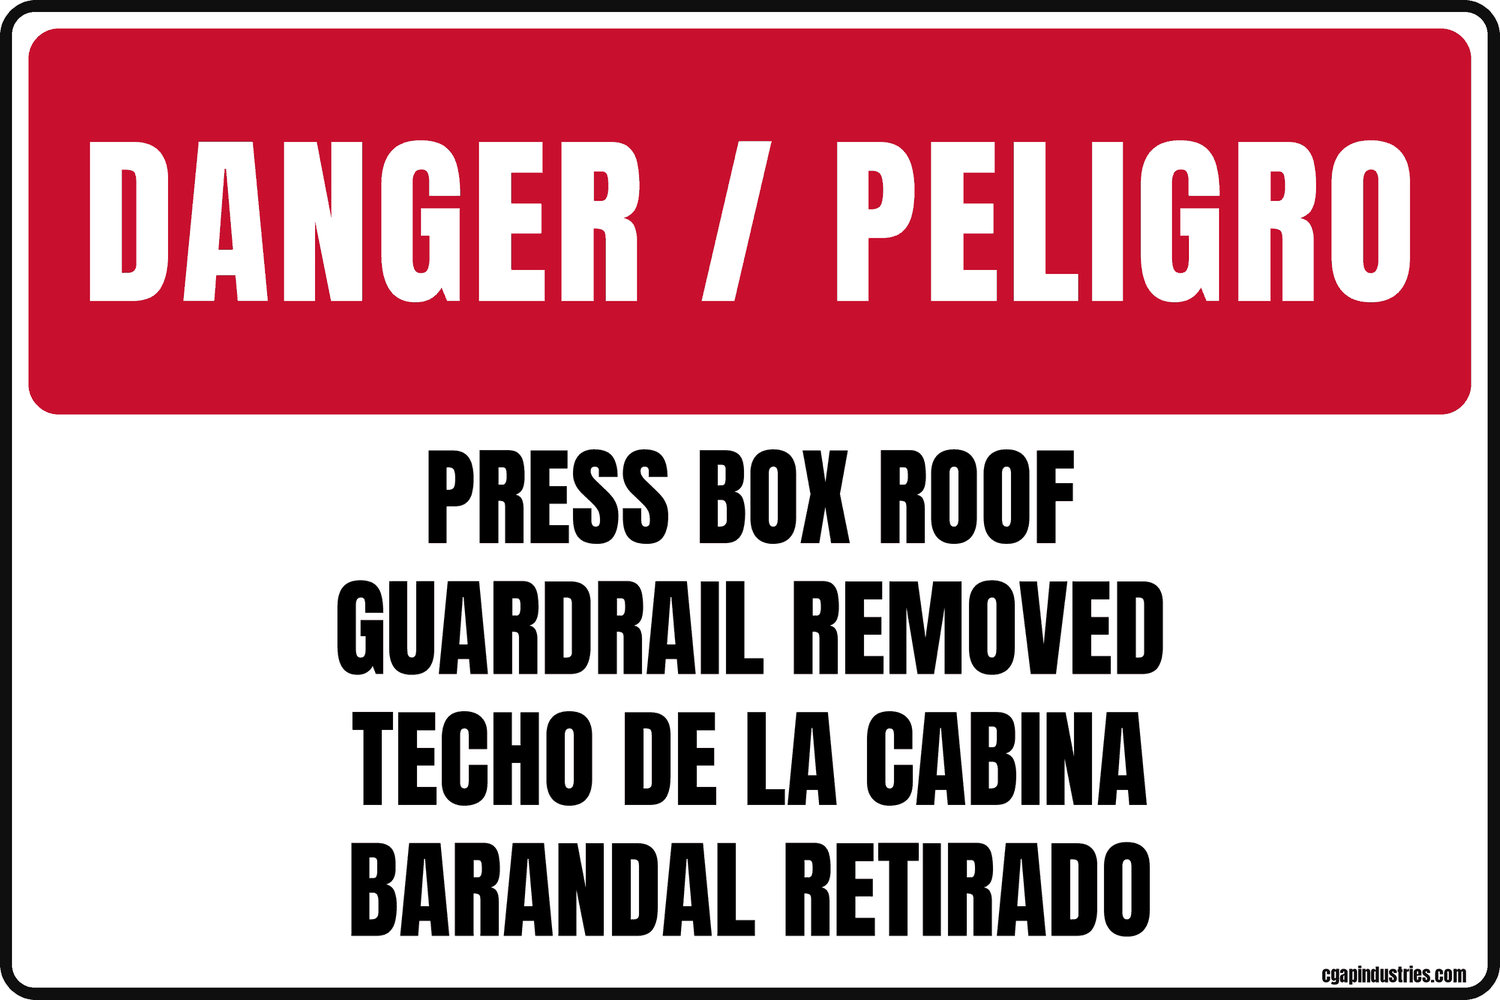 DANGER / PELIGRO
PRESS BOX ROOF
GUARDRAIL REMOVED
TECHO DE LA CABINA
BARANDAL RETIRADO
cgapindustries.com